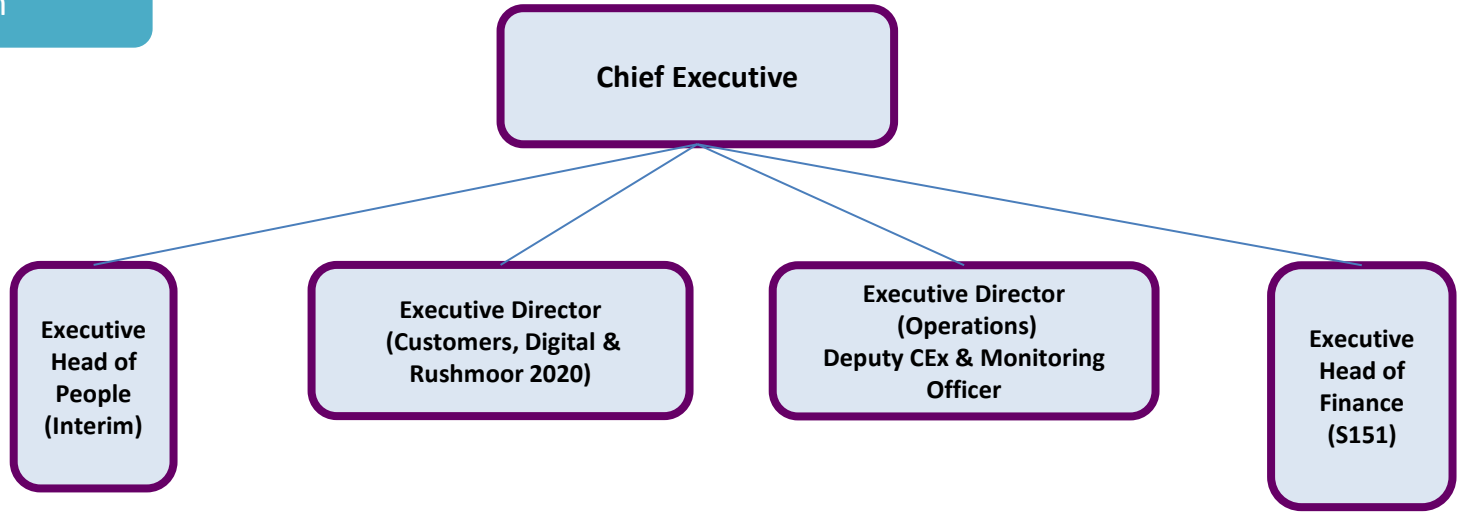 Chief Executive
Executive
Head of
People
(Interim)
Executive Director
(Customers, Digital &
Rushmoor 2020)
Executive Director
(Operations)
Deputy CEx & Monitoring
Officer
Executive
Head of
Finance
(S151)